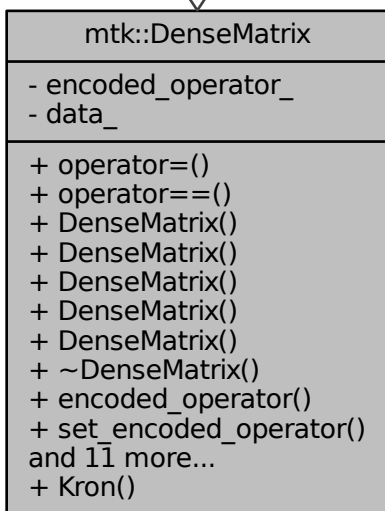 mtk::DenseMatrix
- encoded_operator_
- data_
+ operator=()
+ operator==()
+ DenseMatrix()
+ DenseMatrix()
+ DenseMatrix()
+ DenseMatrix()
+ DenseMatrix()
+ ~DenseMatrix()
+ encoded_operator()
+ set_encoded_operator()
and 11 more...
+ Kron()